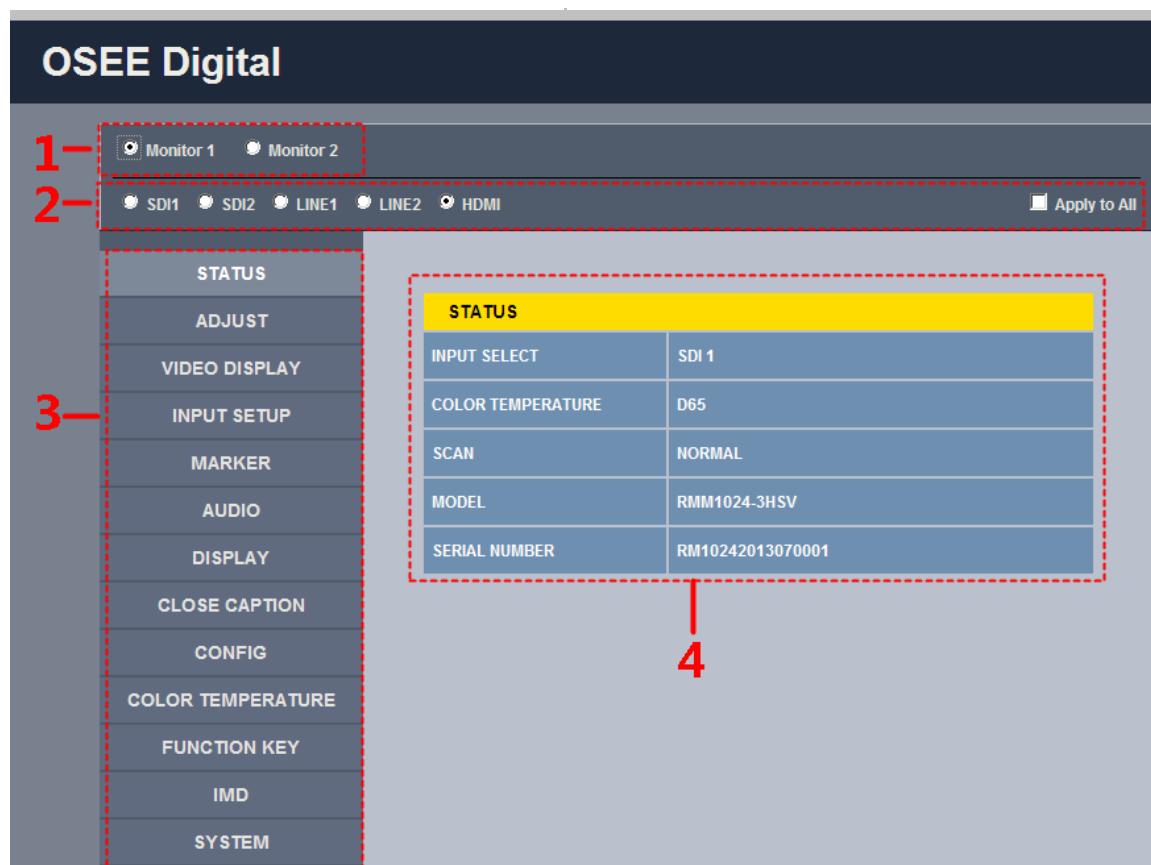 OSEE Digital
1
Monitor 1 Monitor 2
2
SDI1 SDI2 LINE1 LINE2 HDMI Apply to All
3
STATUS
ADJUST
VIDEO DISPLAY
INPUT SETUP
MARKER
AUDIO
DISPLAY
CLOSE CAPTION
CONFIG
COLOR TEMPERATURE
FUNCTION KEY
IMD
SYSTEM
STATUS
INPUT SELECT SDI 1
COLOR TEMPERATURE D65
SCAN NORMAL
MODEL RMM1024-3HSV
SERIAL NUMBER RM10242013070001
4